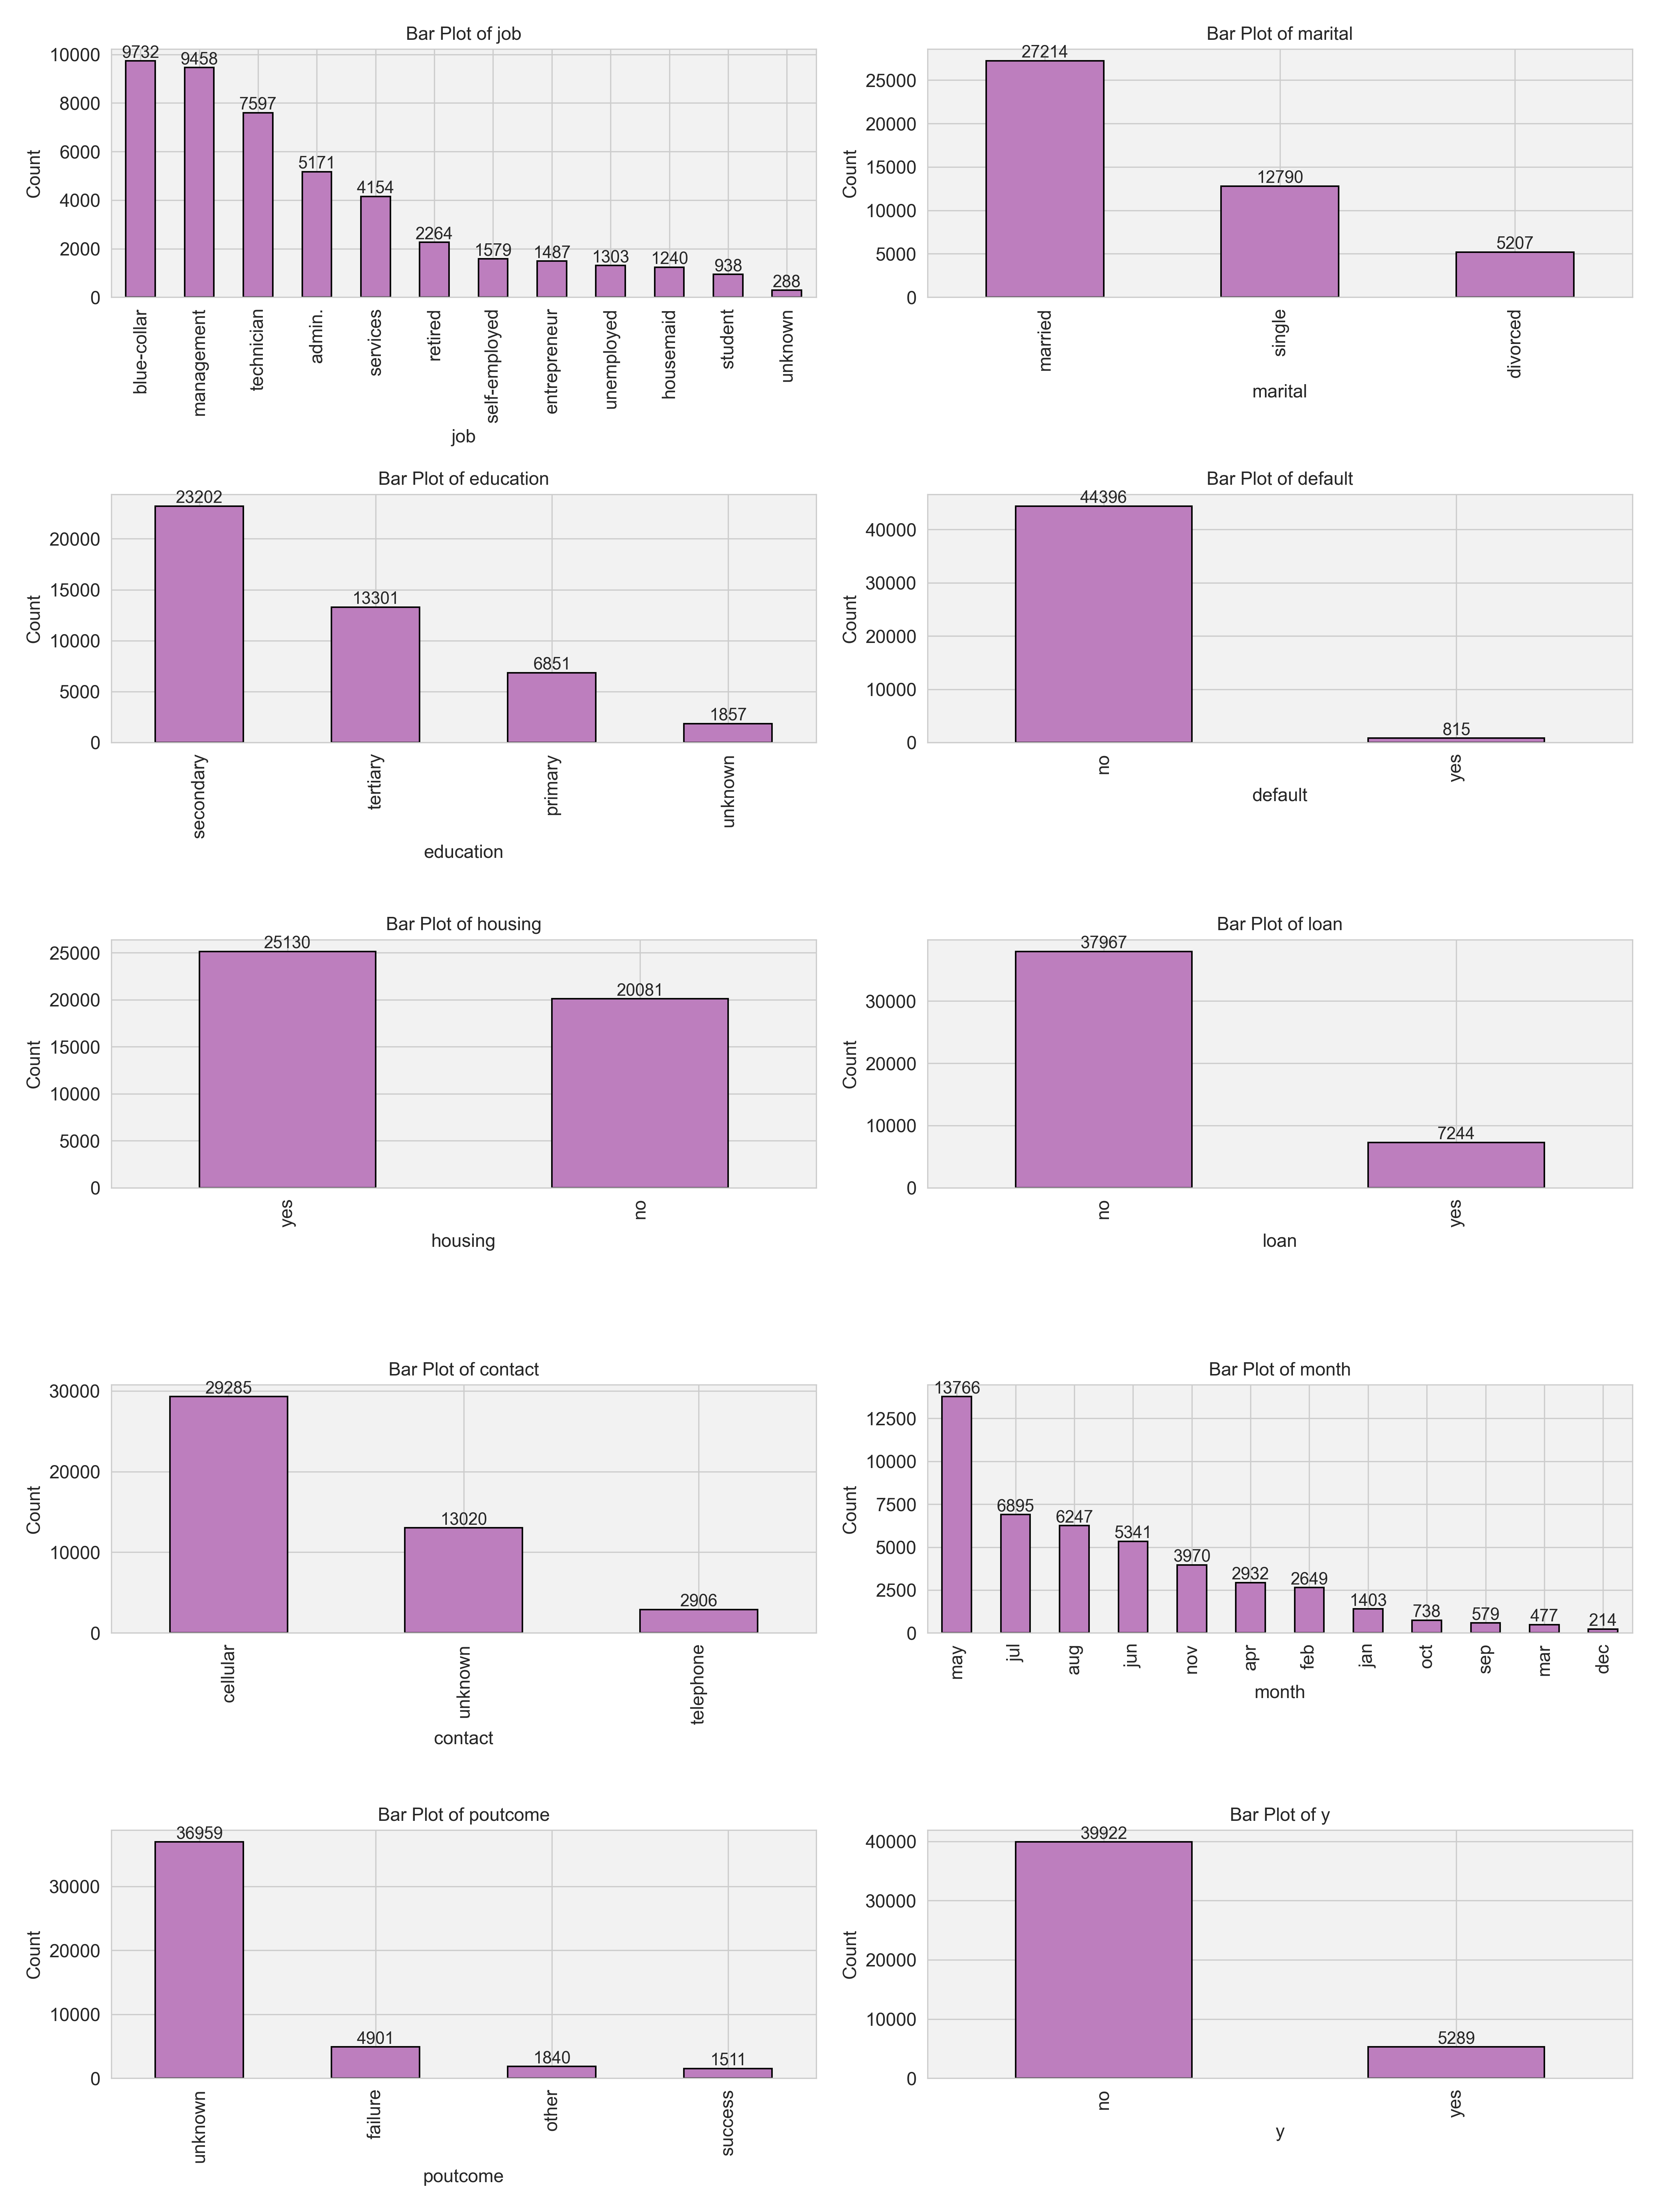 Bar Plot of job
10000
8000
6000
4000
2000
0
Count
9732
9458
7597
5171
4154
2264
1579
1487
1303
1240
938
288
blue-collar
management
technician
admin.
services
retired
self-employed
entrepreneur
unemployed
housemaid
student
unknown
job
Bar Plot of marital
25000
20000
15000
10000
5000
0
Count
27214
12790
5207
married
single
divorced
marital
Bar Plot of education
20000
15000
10000
5000
0
Count
23202
13301
6851
1857
secondary
tertiary
primary
unknown
education
Bar Plot of default
40000
30000
20000
10000
0
Count
44396
815
no
yes
default
Bar Plot of housing
25000
20000
15000
10000
5000
0
Count
25130
20081
yes
no
housing
Bar Plot of loan
30000
20000
10000
0
Count
37967
7244
no
yes
loan
Bar Plot of contact
30000
20000
10000
0
Count
29285
13020
2906
cellular
unknown
telephone
contact
Bar Plot of month
12500
10000
7500
5000
2500
0
Count
13766
6895
6247
5341
3970
2932
2649
1403
738
579
477
214
may
jul
aug
jun
nov
apr
feb
jan
oct
sep
mar
dec
month
Bar Plot of poutcome
30000
20000
10000
0
Count
36959
4901
1840
1511
unknown
failure
other
success
poutcome
Bar Plot of y
40000
30000
20000
10000
0
Count
39922
5289
no
yes
y